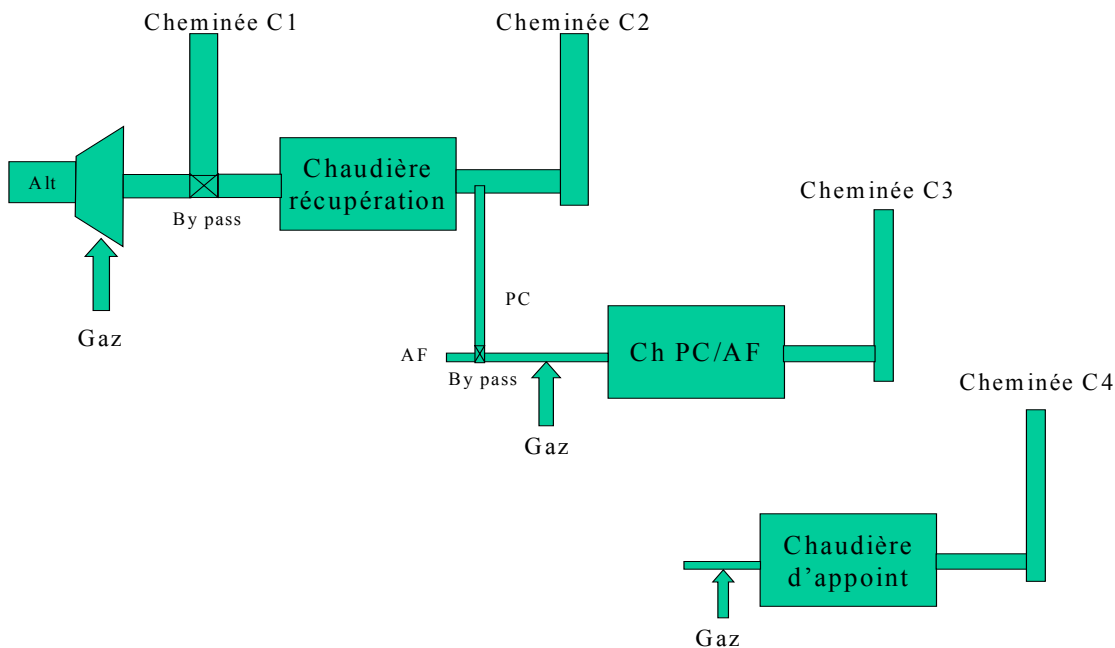 Cheminée C1
Cheminée C2
Alt
Chaudière
récupération
By pass
Gaz
Cheminée C3
PC
AF
By pass
Ch PC/AF
Gaz
Cheminée C4
Chaudière
d’appoint
Gaz